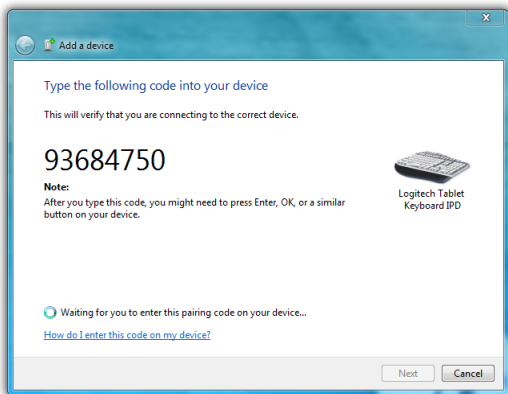 Add a device
Type the following code into your device
This will verify that you are connecting to the correct device.
93684750
Note:
After you type this code, you might need to press Enter, OK, or a similar
button on your device.
Logitech Tablet
Keyboard IPD
Waiting for you to enter this pairing code on your device...
How do I enter this code on my device?
Next
Cancel